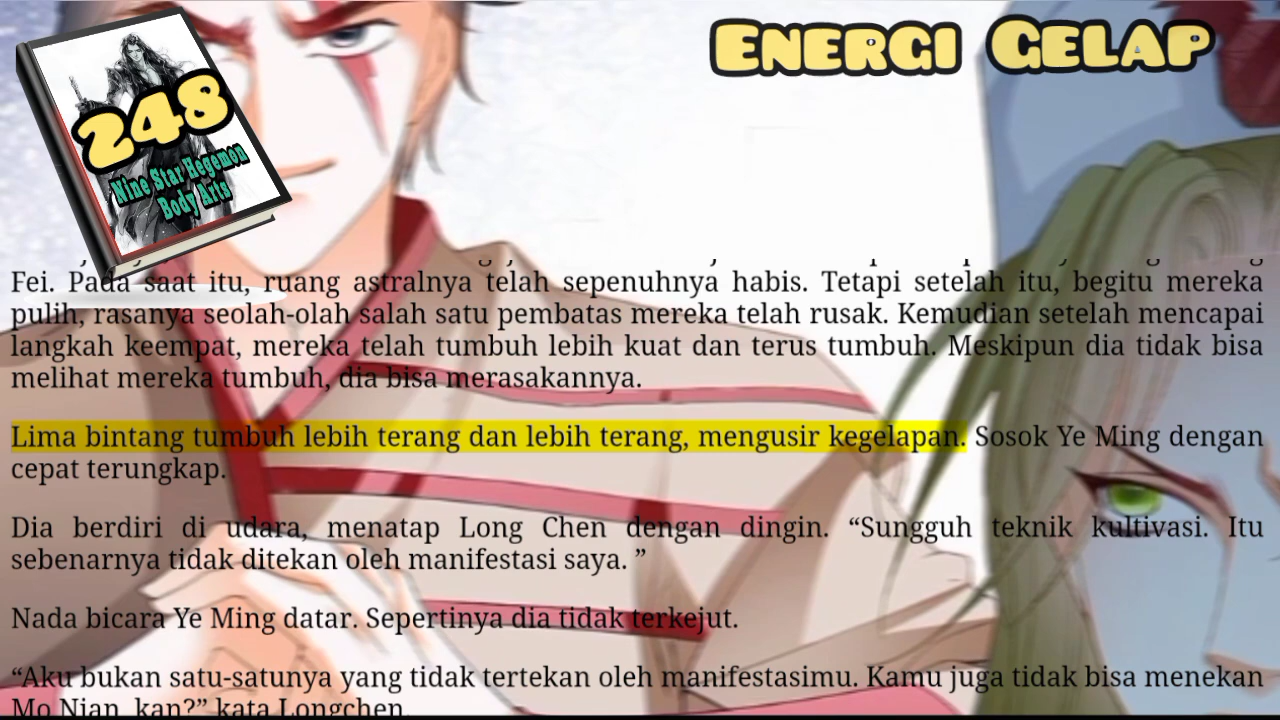 ENERGI GELAP
248
Nine Star Hegemon
Body Arts
Fei. Pada saat itu, ruang astralnya telah sepenuhnya habis. Tetapi setelah itu, begitu mereka
pulih, rasanya seolah-olah salah satu pembatas mereka telah rusak. Kemudian setelah mencapai
langkah keempat, mereka telah tumbuh lebih kuat dan terus tumbuh. Meskipun dia tidak bisa
melihat mereka tumbuh, dia bisa merasakannya.
Lima bintang tumbuh lebih terang dan lebih terang, mengusir kegelapan. Sosok Ye Ming dengan
cepat terungkap.
Dia berdiri di udara, menatap Long Chen dengan dingin. “Sungguh teknik kultivasi. Itu
sebenarnya tidak ditekan oleh manifestasi saya. ”
Nada bicara Ye Ming datar. Sepertinya dia tidak terkejut.
“Aku bukan satu-satunya yang tidak tertekan oleh manifestasimu. Kamu juga tidak bisa menekan
Mo Nian, kan?” kata Longchen.